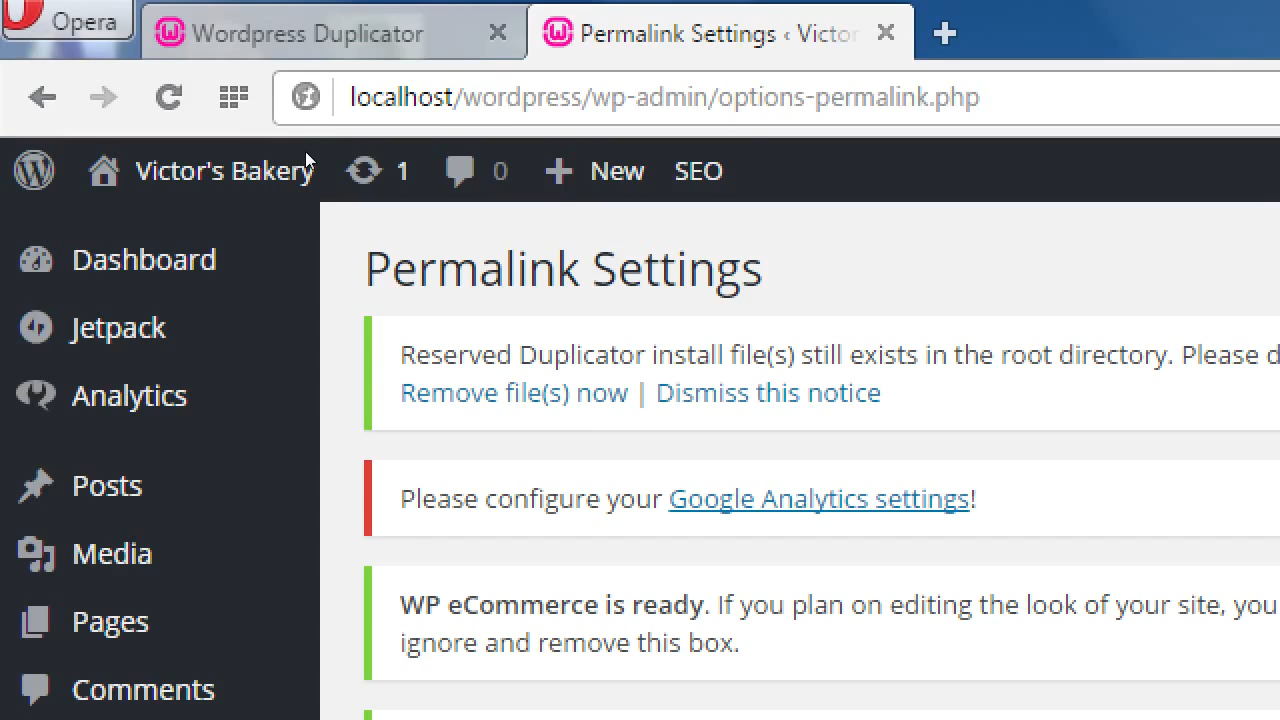 Opera
Wordpress Duplicator
Permalink Settings ‹ Victor
localhost/wordpress/wp-admin/options-permalink.php
Victor's Bakery 1 0 New SEO
Dashboard
Jetpack
Analytics
Posts
Media
Pages
Comments
Permalink Settings
Reserved Duplicator install file(s) still exists in the root directory. Please d
Remove file(s) now | Dismiss this notice
Please configure your Google Analytics settings!
WP eCommerce is ready. If you plan on editing the look of your site, you
ignore and remove this box.